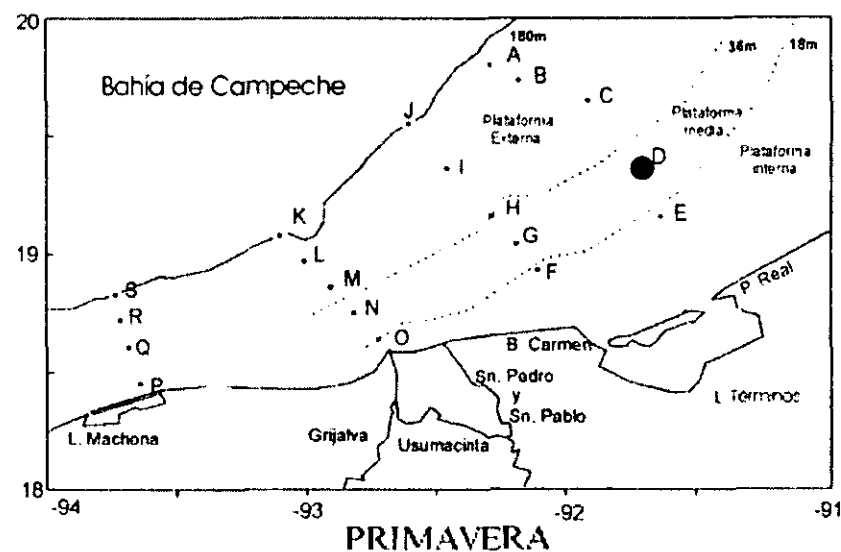 20
180m
36m
18m
A
B
Bahía de Campeche
C
J
Plataforma
Externa
Plataforma
media
Plataforma
interna
D
I
H
E
K
G
19
L
F
M
S
P. Real
N
R
O
Q
B. Carmen
P
Sn. Pedro
y
Sn. Pablo
L. Términos
L. Machona
Grijalva
Usumacinta
18
-94
-93
-92
-91
PRIMAVERA